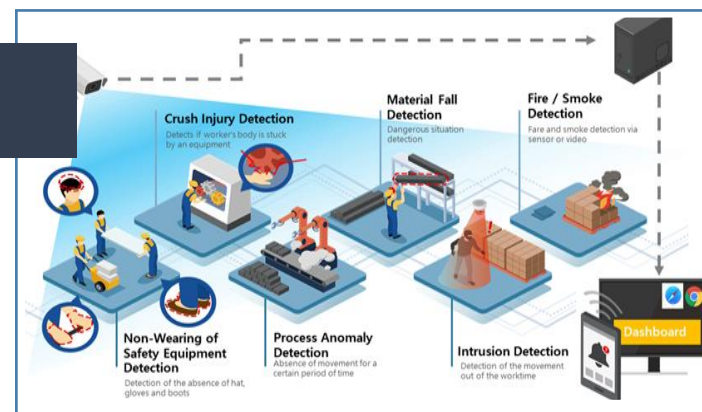 Crush Injury Detection
Detects if worker's body is stuck
by an equipment
Material Fall
Detection
Dangerous situation
detection
Fire / Smoke
Detection
Fare and smoke detection via
sensor or video
Non-Wearing of
Safety Equipment
Detection
Detection of the absence of hat,
gloves and boots
Process Anomaly
Detection
Absence of movement for a
certain period of time
Intrusion Detection
Detection of the movement
out of the worktime
Dashboard